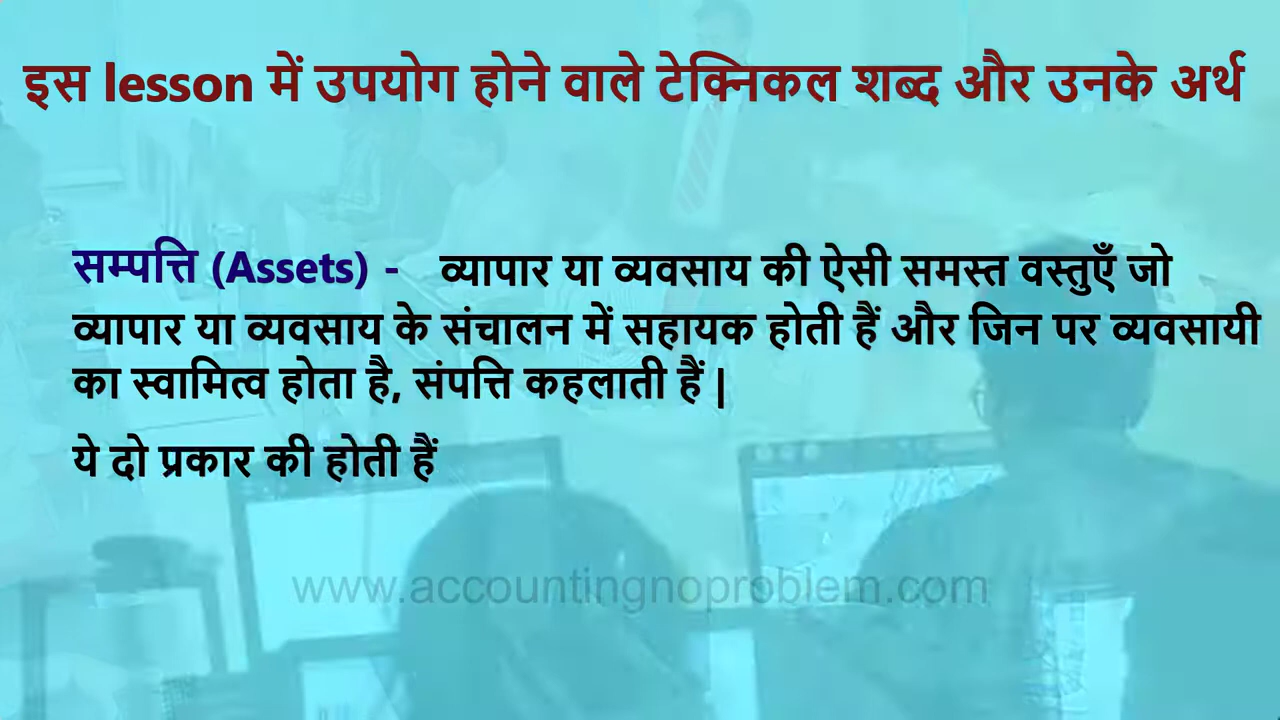 इस lesson में उपयोग होने वाले टेक्निकल शब्द और उनके अर्थ
सम्पत्ति (Assets) - व्यापार या व्यवसाय की ऐसी समस्त वस्तुएँ जो
व्यापार या व्यवसाय के संचालन में सहायक होती हैं और जिन पर व्यवसायी
का स्वामित्व होता है, संपत्ति कहलाती हैं |
ये दो प्रकार की होती हैं
www.accountingnoproblem.com